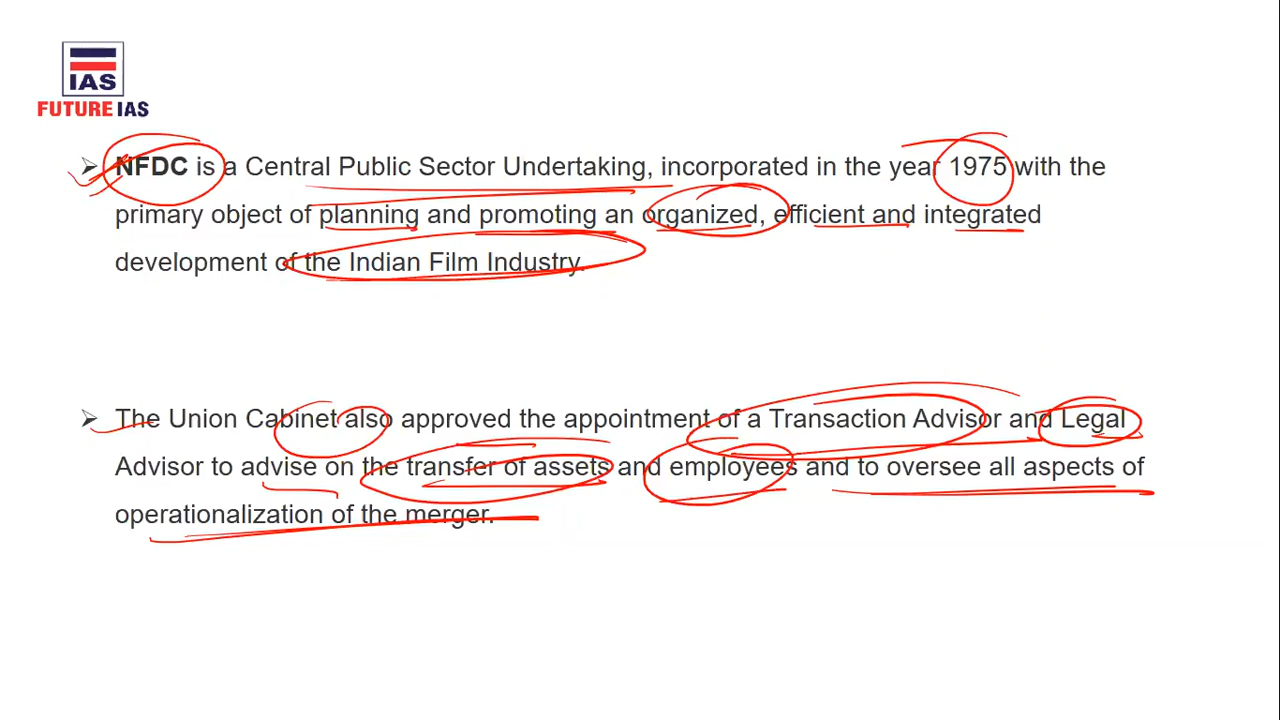 IAS
FUTURE IAS
NFDC is a Central Public Sector Undertaking, incorporated in the year 1975 with the
primary object of planning and promoting an organized, efficient and integrated
development of the Indian Film Industry.
The Union Cabinet also approved the appointment of a Transaction Advisor and Legal
Advisor to advise on the transfer of assets and employees and to oversee all aspects of
operationalization of the merger.